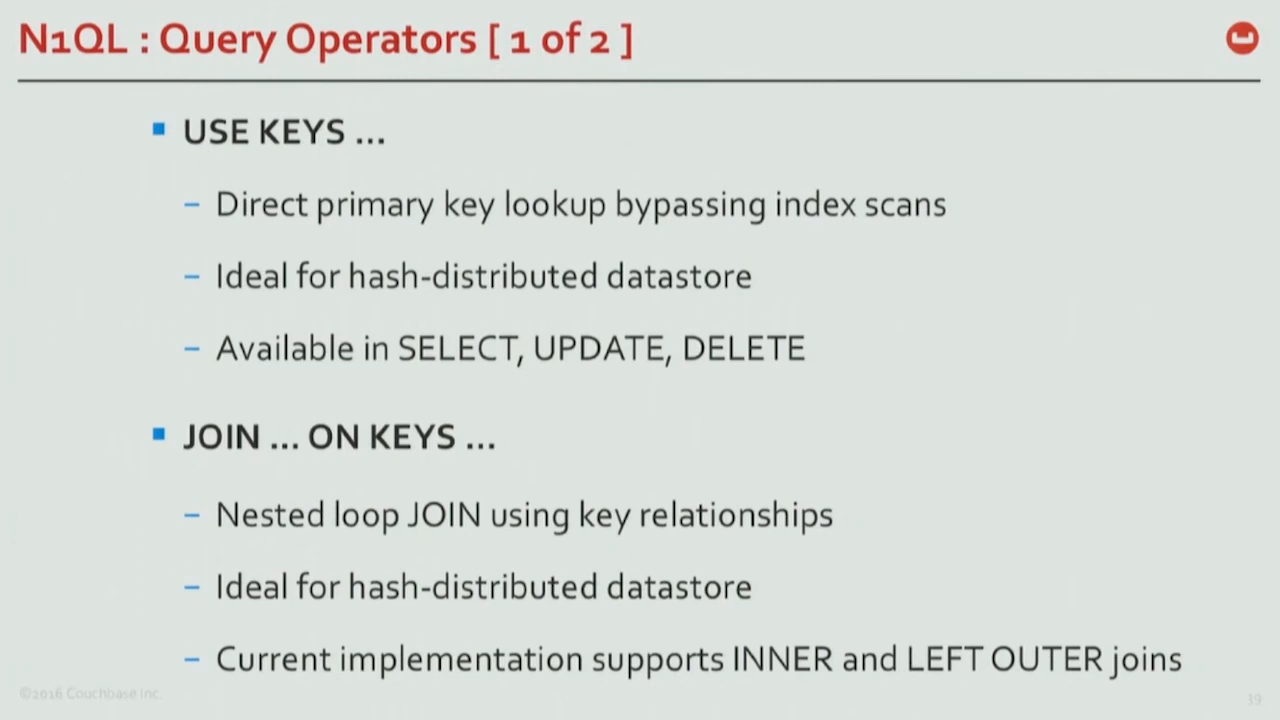 N1QL : Query Operators [ 1 of 2 ]
USE KEYS ...
– Direct primary key lookup bypassing index scans
– Ideal for hash-distributed datastore
– Available in SELECT, UPDATE, DELETE
JOIN ... ON KEYS ...
– Nested loop JOIN using key relationships
– Ideal for hash-distributed datastore
– Current implementation supports INNER and LEFT OUTER joins
©2016 Couchbase Inc.
39